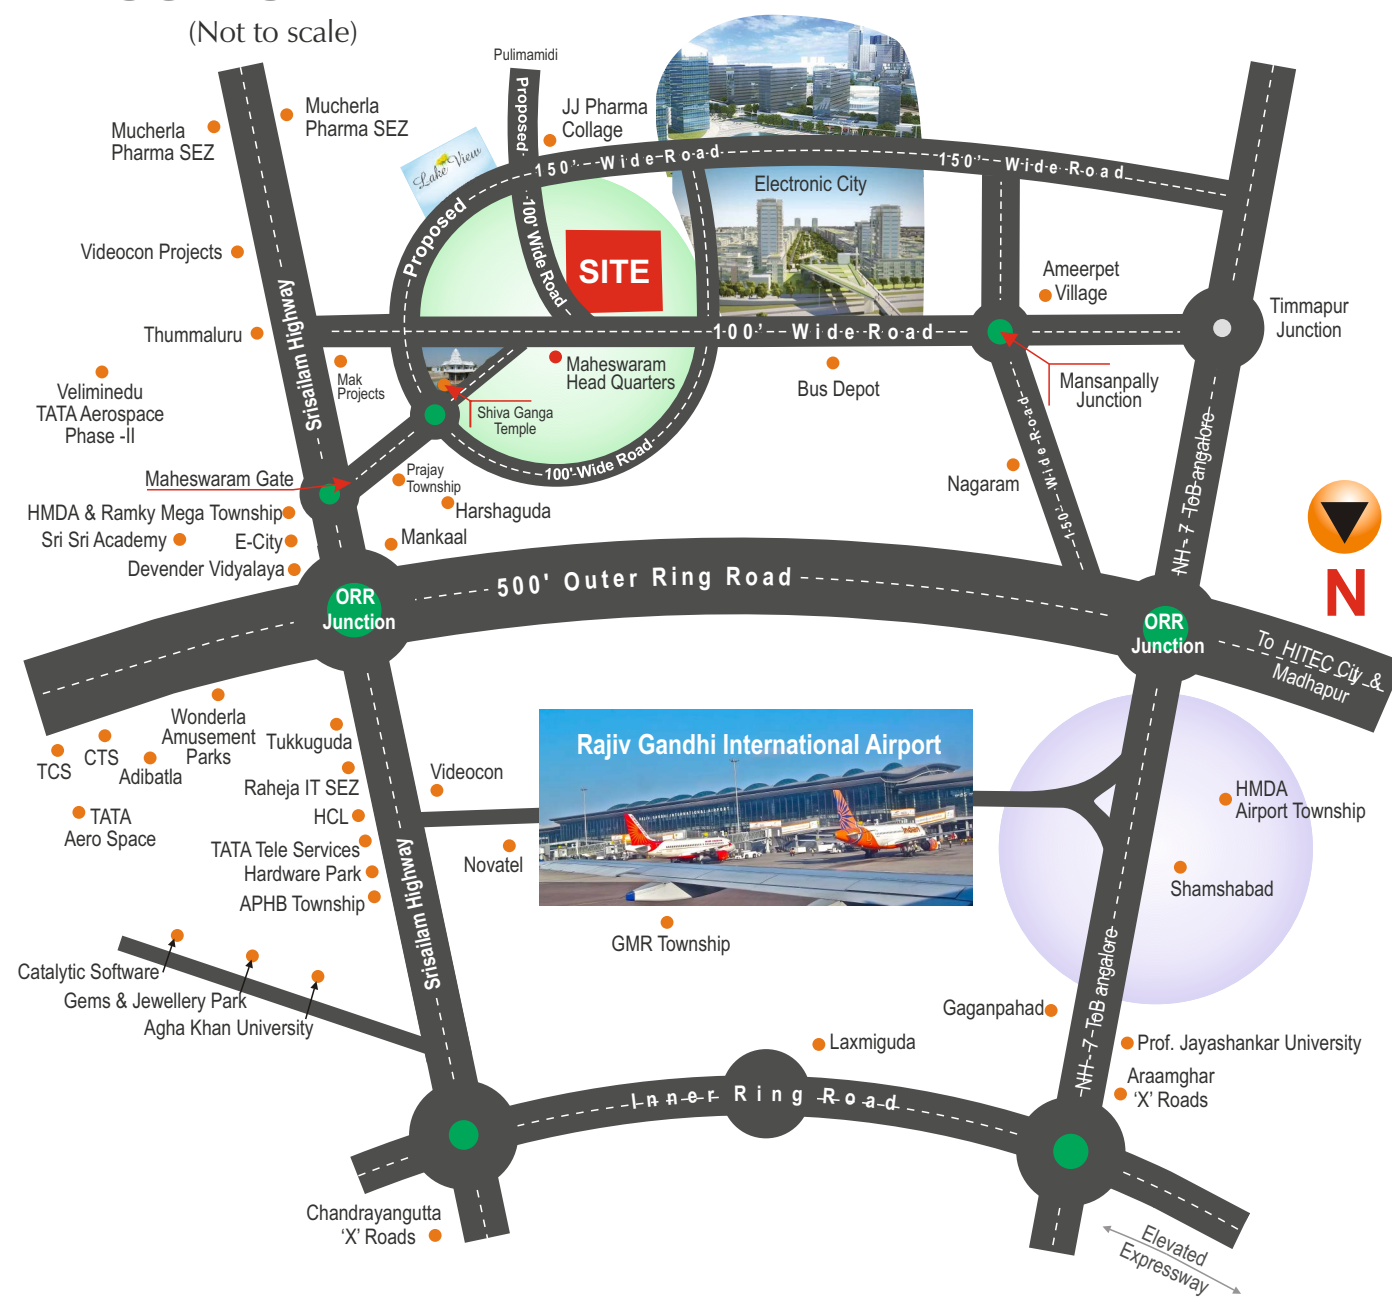 (Not to scale)
Pulimamidi
Proposed
Mucherla
Pharma SEZ
Mucherla
Pharma SEZ
JJ Pharma
Collage
Lake View
150' Wide Road
150' Wide Road
Electronic City
Proposed
100' Wide Road
SITE
Videocon Projects
Ameerpet
Village
Timmapur
Junction
Thummaluru
Srisailam Highway
100' Wide Road
Maheswaram
Head Quarters
Bus Depot
Mak
Projects
Veliminedu
TATA Aerospace
Phase -II
Shiva Ganga
Temple
Mansanpally
Junction
100' Wide Road
150' Wide Road
NH - 7 To Bangalore
Maheswaram Gate
Prajay
Township
Harshaguda
Nagaram
HMDA & Ramky Mega Township
Sri Sri Academy
E-City
Mankaal
Devender Vidyalaya
N
500' Outer Ring Road
ORR
Junction
ORR
Junction
To HITEC City &
Madhapur
Wonderla
Amusement
Parks
Tukkuguda
TCS
CTS
Adibatla
Raheja IT SEZ
Videocon
Rajiv Gandhi International Airport
HMDA
Airport Township
TATA
Aero Space
HCL
TATA Tele Services
Hardware Park
APHB Township
Novatel
Srisailam Highway
Shamshabad
GMR Township
Catalytic Software
Gems & Jewellery Park
Agha Khan University
Gaganpahad
NH - 7 To Bangalore
Laxmiguda
Prof. Jayashankar University
Araamghar
'X' Roads
Inner Ring Road
Chandrayangutta
'X' Roads
Elevated
Expressway